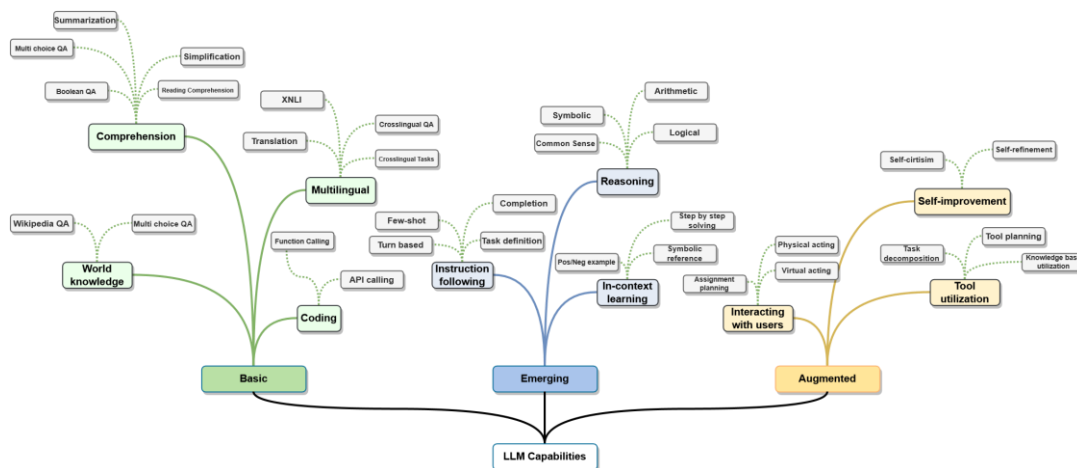 Summarization
Multi choice QA
Simplification
Boolean QA
Reading Comprehension
Comprehension
XNLI
Crosslingual QA
Translation
Crosslingual Tasks
Multilingual
Wikipedia QA
Multi choice QA
World
knowledge
Function Calling
API calling
Coding
Basic
Arithmetic
Symbolic
Logical
Common Sense
Reasoning
Completion
Few-shot
Turn based
Task definition
Instruction
following
Step by step
solving
Pos/Neg example
Symbolic
reference
In-context
learning
Emerging
Self-cirtisim
Self-refinement
Self-improvement
Physical acting
Assignment
planning
Virtual acting
Interacting
with users
Tool planning
Task
decomposition
Knowledge bas
utilization
Tool
utilization
Augmented
LLM Capabilities